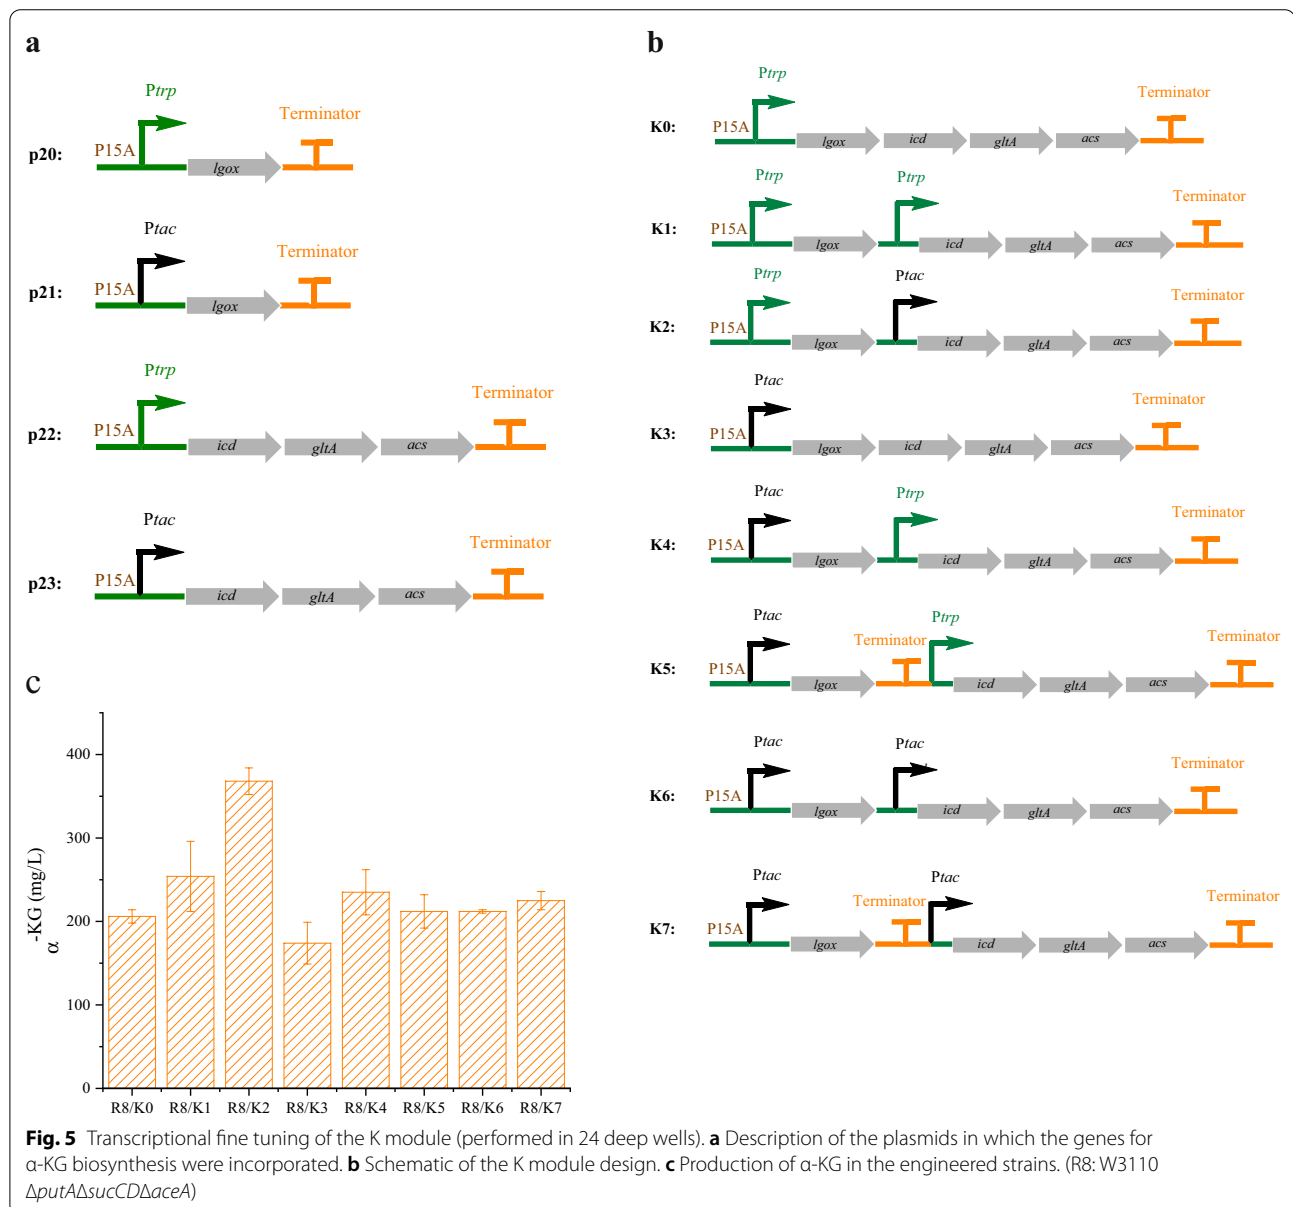 a
Ptrp
Terminator
p20:
P15A
lgox
Ptac
Terminator
p21:
P15A
lgox
Ptrp
Terminator
p22:
P15A
icd
gltA
acs
Ptac
Terminator
p23:
P15A
icd
gltA
acs
b
Ptrp
Terminator
K0:
P15A
lgox
icd
gltA
acs
Ptrp
Ptrp
Terminator
K1:
P15A
lgox
icd
gltA
acs
Ptrp
Ptac
Terminator
K2:
P15A
lgox
icd
gltA
acs
Ptac
Terminator
K3:
P15A
lgox
icd
gltA
acs
Ptac
Ptrp
Terminator
K4:
P15A
lgox
icd
gltA
acs
Ptac
Terminator
Ptrp
Terminator
K5:
P15A
lgox
icd
gltA
acs
Ptac
Ptac
Terminator
K6:
P15A
lgox
icd
gltA
acs
Ptac
Terminator
Ptac
Terminator
K7:
P15A
lgox
icd
gltA
acs
c
α-KG (mg/L)
400
300
200
100
0
R8/K0 R8/K1 R8/K2 R8/K3 R8/K4 R8/K5 R8/K6 R8/K7
Fig. 5 Transcriptional fine tuning of the K module (performed in 24 deep wells). a Description of the plasmids in which the genes for
α-KG biosynthesis were incorporated. b Schematic of the K module design. c Production of α-KG in the engineered strains. (R8: W3110
ΔputAΔsucCDΔaceA)